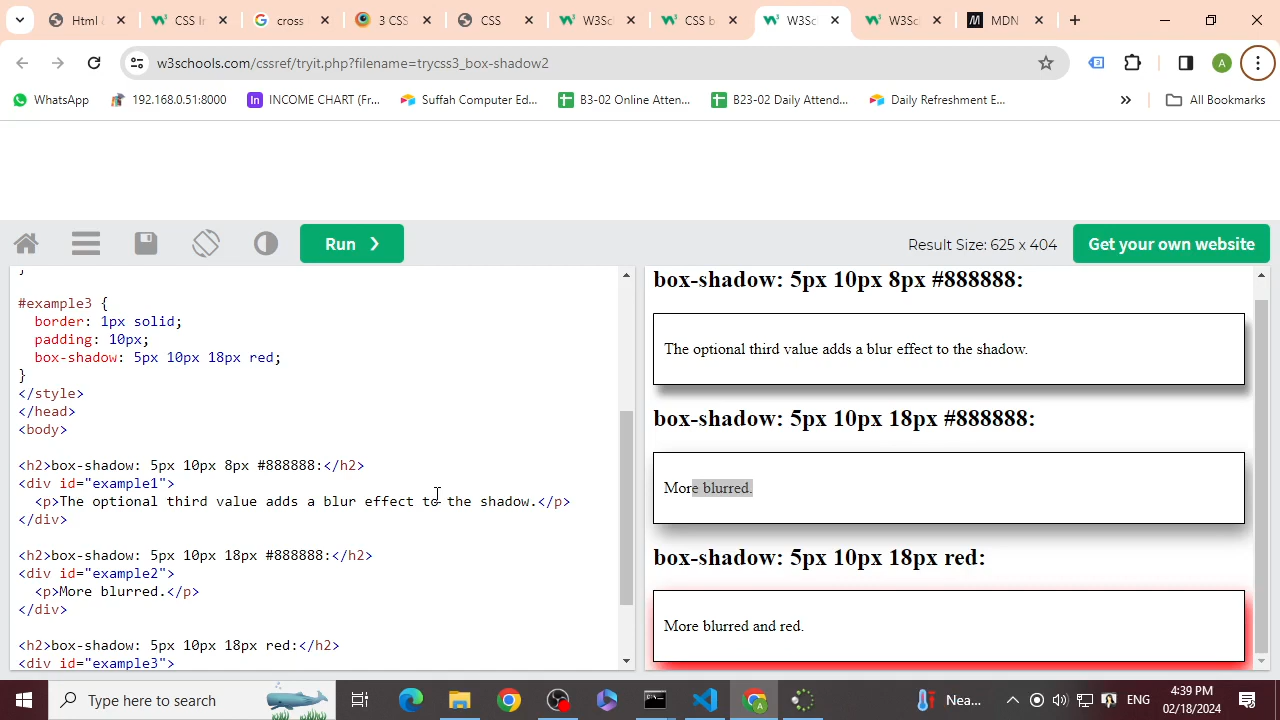 Html &
CSS Ir
cross
3 CSS
CSS
W3Sc
CSS b
W3Sc
W3Sc
MDN
w3schools.com/cssref/tryit.php?filename=trycss3_box-shadow2
A
WhatsApp
192.168.0.51:8000
INCOME CHART (Fr...
Suffah Computer Ed...
B3-02 Online Atten...
B23-02 Daily Attend...
Daily Refreshment E...
All Bookmarks
Run ❯
Result Size: 625 x 404
Get your own website
}
#example3 {
  border: 1px solid;
  padding: 10px;
  box-shadow: 5px 10px 18px red;
}
</style>
</head>
<body>
<h2>box-shadow: 5px 10px 8px #888888:</h2>
<div id="example1">
  <p>The optional third value adds a blur effect to the shadow.</p>
</div>
<h2>box-shadow: 5px 10px 18px #888888:</h2>
<div id="example2">
  <p>More blurred.</p>
</div>
<h2>box-shadow: 5px 10px 18px red:</h2>
<div id="example3">
box-shadow: 5px 10px 8px #888888:
The optional third value adds a blur effect to the shadow.
box-shadow: 5px 10px 18px #888888:
More blurred.
box-shadow: 5px 10px 18px red:
More blurred and red.
Type here to search
Nea...
ENG
4:39 PM
02/18/2024